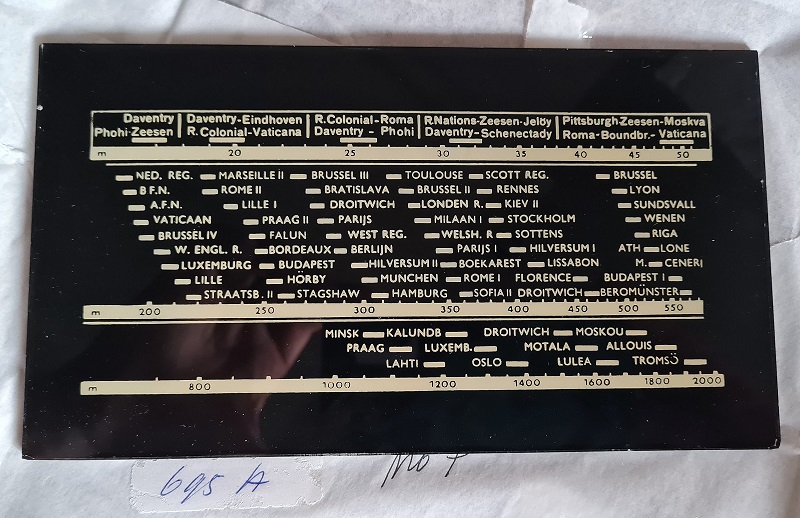 Daventry Daventry-Eindhoven R.Colonial-Roma R.Nations-Zeesen-Jelöy Pittsburgh-Zeesen-Moskva
Phohi-Zeesen R.Colonial-Vaticana Daventry - Phohi Daventry-Schenectady Roma-Boundbr.- Vaticana
m 15 20 25 30 35 40 45 50
NED. REG. MARSEILLE II BRUSSEL III TOULOUSE SCOTT REG. BRUSSEL
B F.N. ROME II BRATISLAVA BRUSSEL II RENNES LYON
A.F.N. LILLE I DROITWICH LONDEN R. KIEV II SUNDSVALL
VATICAAN PRAAG II PARIJS MILAAN I STOCKHOLM WENEN
BRUSSEL IV FALUN WEST REG. WELSH. R SOTTENS RIGA
W. ENGL. R. BORDEAUX BERLIJN PARIJS I HILVERSUM I ATH LONE
LUXEMBURG BUDAPEST HILVERSUM II BOEKAREST LISSABON M. CENERI
LILLE HÖRBY MUNCHEN ROME I FLORENCE BUDAPEST I
STRAATSB. II STAGSHAW HAMBURG SOFIA II DROITWICH BEROMÜNSTER
m 200 250 300 350 400 450 500 550
MINSK KALUNDB DROITWICH MOSKOU
PRAAG LUXEMB. MOTALA ALLOUIS
LAHTI OSLO LULEA TROMSÖ
m 800 1000 1200 1400 1600 1800 2000
695 A